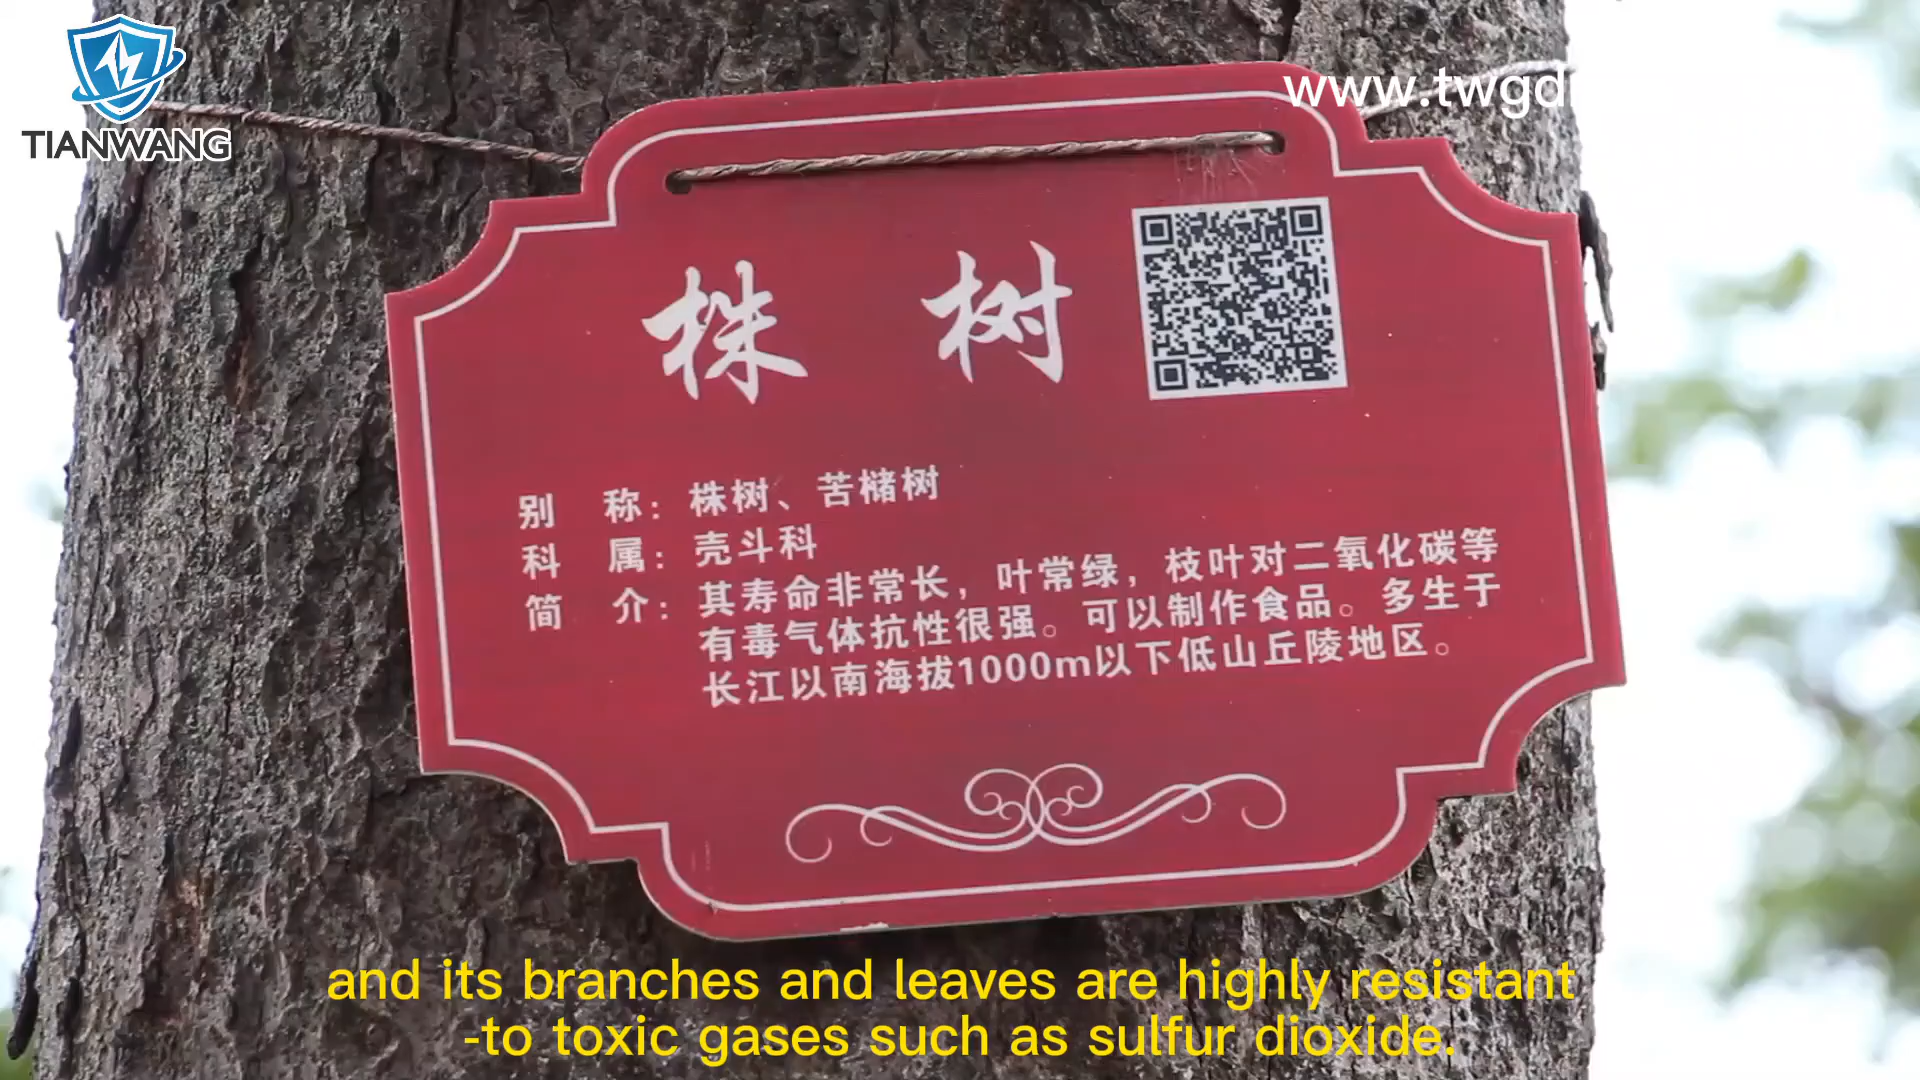 TIANWANG
www.twgd
株 树
别 称：株树、苦槠树
科 属：壳斗科
简 介：其寿命非常长，叶常绿，枝叶对二氧化碳等
有毒气体抗性很强。可以制作食品。多生于
长江以南海拔1000m以下低山丘陵地区。
and its branches and leaves are highly resistant
-to toxic gases such as sulfur dioxide.